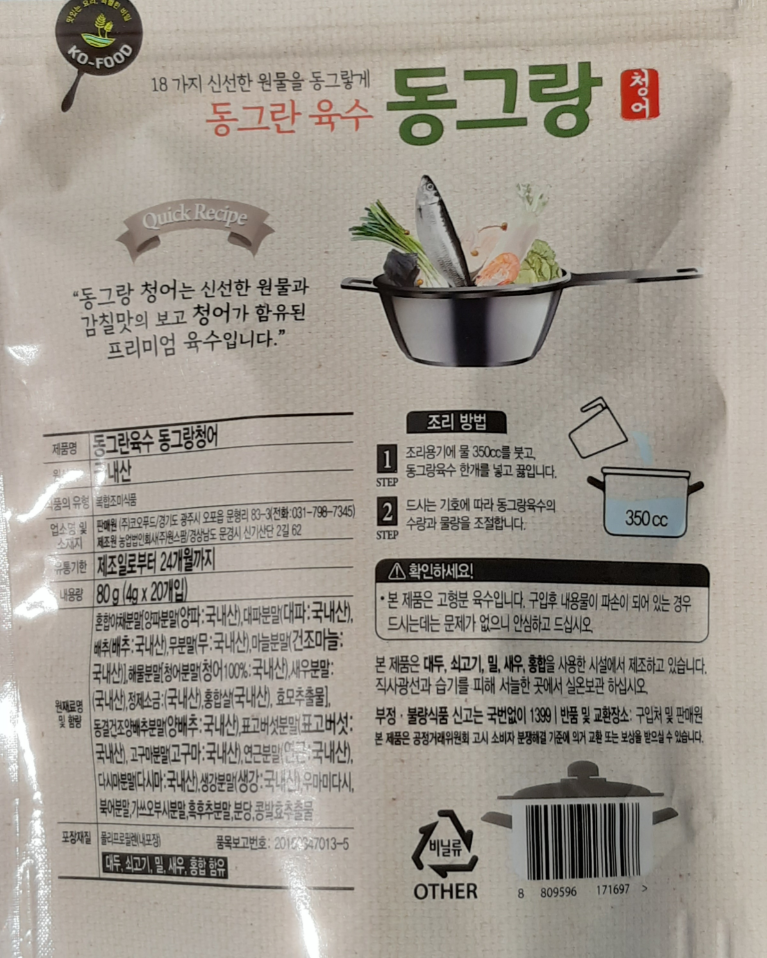 KO-FOOD
18 가지 신선한 원물을 동그랗게
동그란 육수 동그랑 청어
Quick Recipe
"동그랑 청어는 신선한 원물과
감칠맛의 보고 청어가 함유된
프리미엄 육수입니다."
제품명 동그란육수 동그랑청어
국내산
식품의 유형 복합조미식품
업소명 및 소재지 판매원 (주)코오푸드/경기도 광주시 오포읍 문형리 83-3(전화:031-798-7345)
제조원 농업법인회사(주)웰스팜/경상남도 문경시 신기산단 2길 62
유통기한 제조일로부터 24개월까지
내용량 80g (4g x 20개입)
원재료명 및 함량
혼합야채분말[양파분말(양파:국내산),대파분말(대파:국내산),
배추(배추:국내산),무분말(무:국내산),마늘분말(건조마늘:
국내산)],해물분말[청어분말(청어100%:국내산),새우분말:
(국내산),정제소금:(국내산),홍합살(국내산), 효모추출물],
동결건조양배추분말(양배추:국내산),표고버섯분말(표고버섯:
국내산), 고구마분말(고구마:국내산),연근분말(연근:국내산),
다시마분말(다시마:국내산),생강분말(생강:국내산),우마미다시,
북어분말,가쓰오부시분말,흑후추분말,분당,콩발효추출물
포장재질 폴리프로필렌(내포장) 품목보고번호:
대두, 쇠고기, 밀, 새우, 홍합 함유
조리 방법
1 STEP 조리용기에 물 350cc를 붓고,
동그랑육수 한개를 넣고 끓입니다.
2 STEP 드시는 기호에 따라 동그랑육수의
수량과 물량을 조절합니다.
350 cc
확인하세요!
• 본 제품은 고형분 육수입니다. 구입후 내용물이 파손이 되어 있는 경우
드시는데는 문제가 없으니 안심하고 드십시오.
본 제품은 대두, 쇠고기, 밀, 새우, 홍합을 사용한 시설에서 제조하고 있습니다.
직사광선과 습기를 피해 서늘한 곳에서 실온보관 하십시오.
부정 · 불량식품 신고는 국번없이 1399 | 반품 및 교환장소: 구입처 및 판매원
본 제품은 공정거래위원회 고시 소비자 분쟁해결 기준에 의거 교환 또는 보상을 받으실 수 있습니다.
비닐류
OTHER
8 809596 171697 >